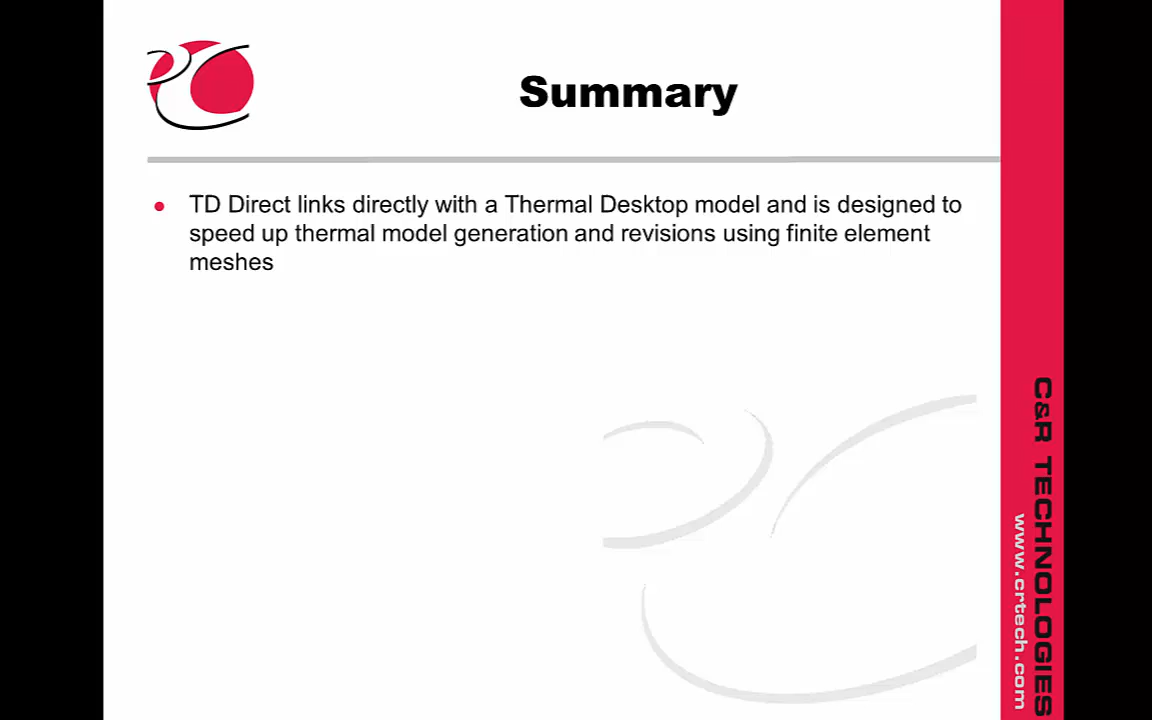 Summary
• TD Direct links directly with a Thermal Desktop model and is designed to
speed up thermal model generation and revisions using finite element
meshes
C&R TECHNOLOGIES
www.crtech.com